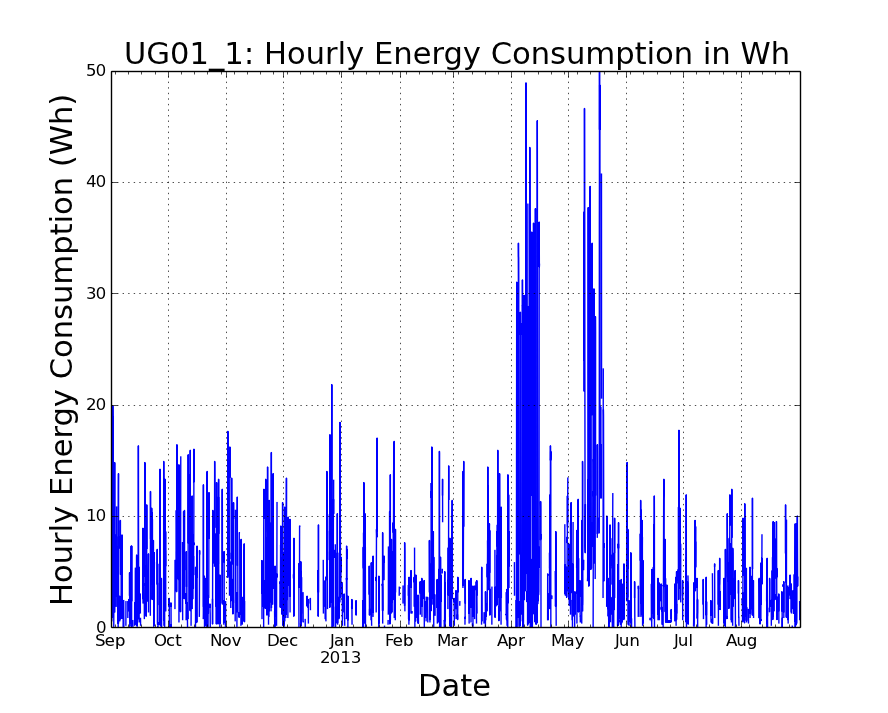 UG01_1: Hourly Energy Consumption in Wh
Hourly Energy Consumption (Wh)
50
40
30
20
10
0
Sep Oct Nov Dec Jan Feb Mar Apr May Jun Jul Aug
2013
Date